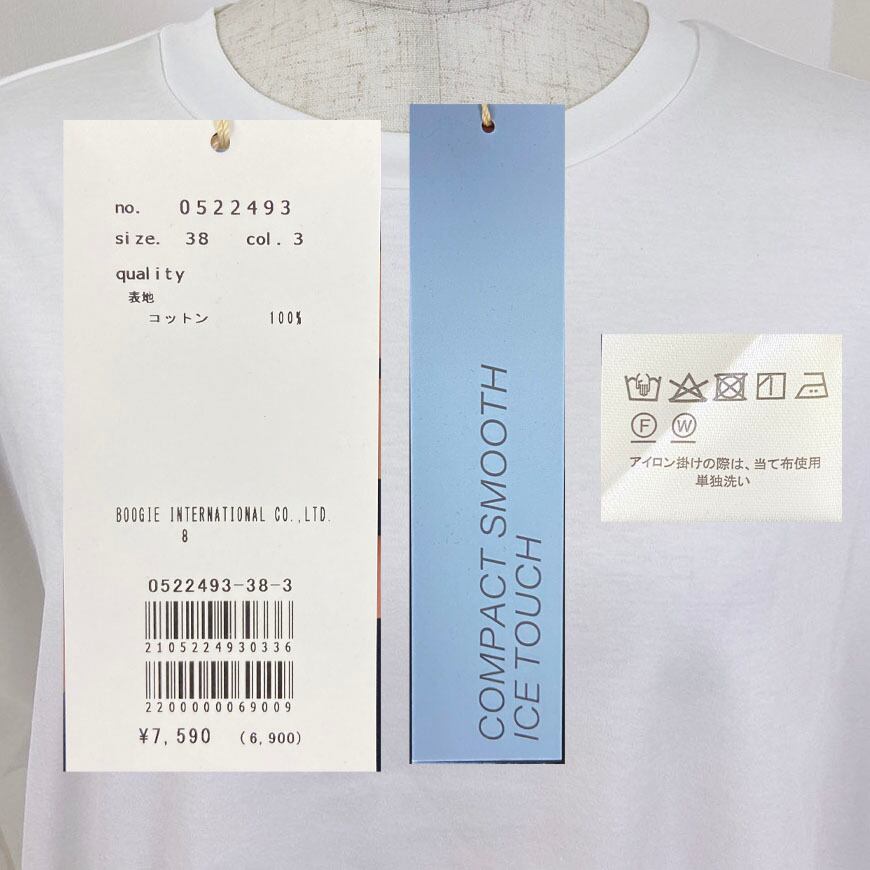 no. 0522493
size. 38 col. 3
quality
表地
コットン 100%
BOOGIE INTERNATIONAL CO.,LTD.
8
0522493-38-3
2105224930336
2200000069009
¥7,590 (6,900)
COMPACT SMOOTH
ICE TOUCH
F W
アイロン掛けの際は、当て布使用
単独洗い